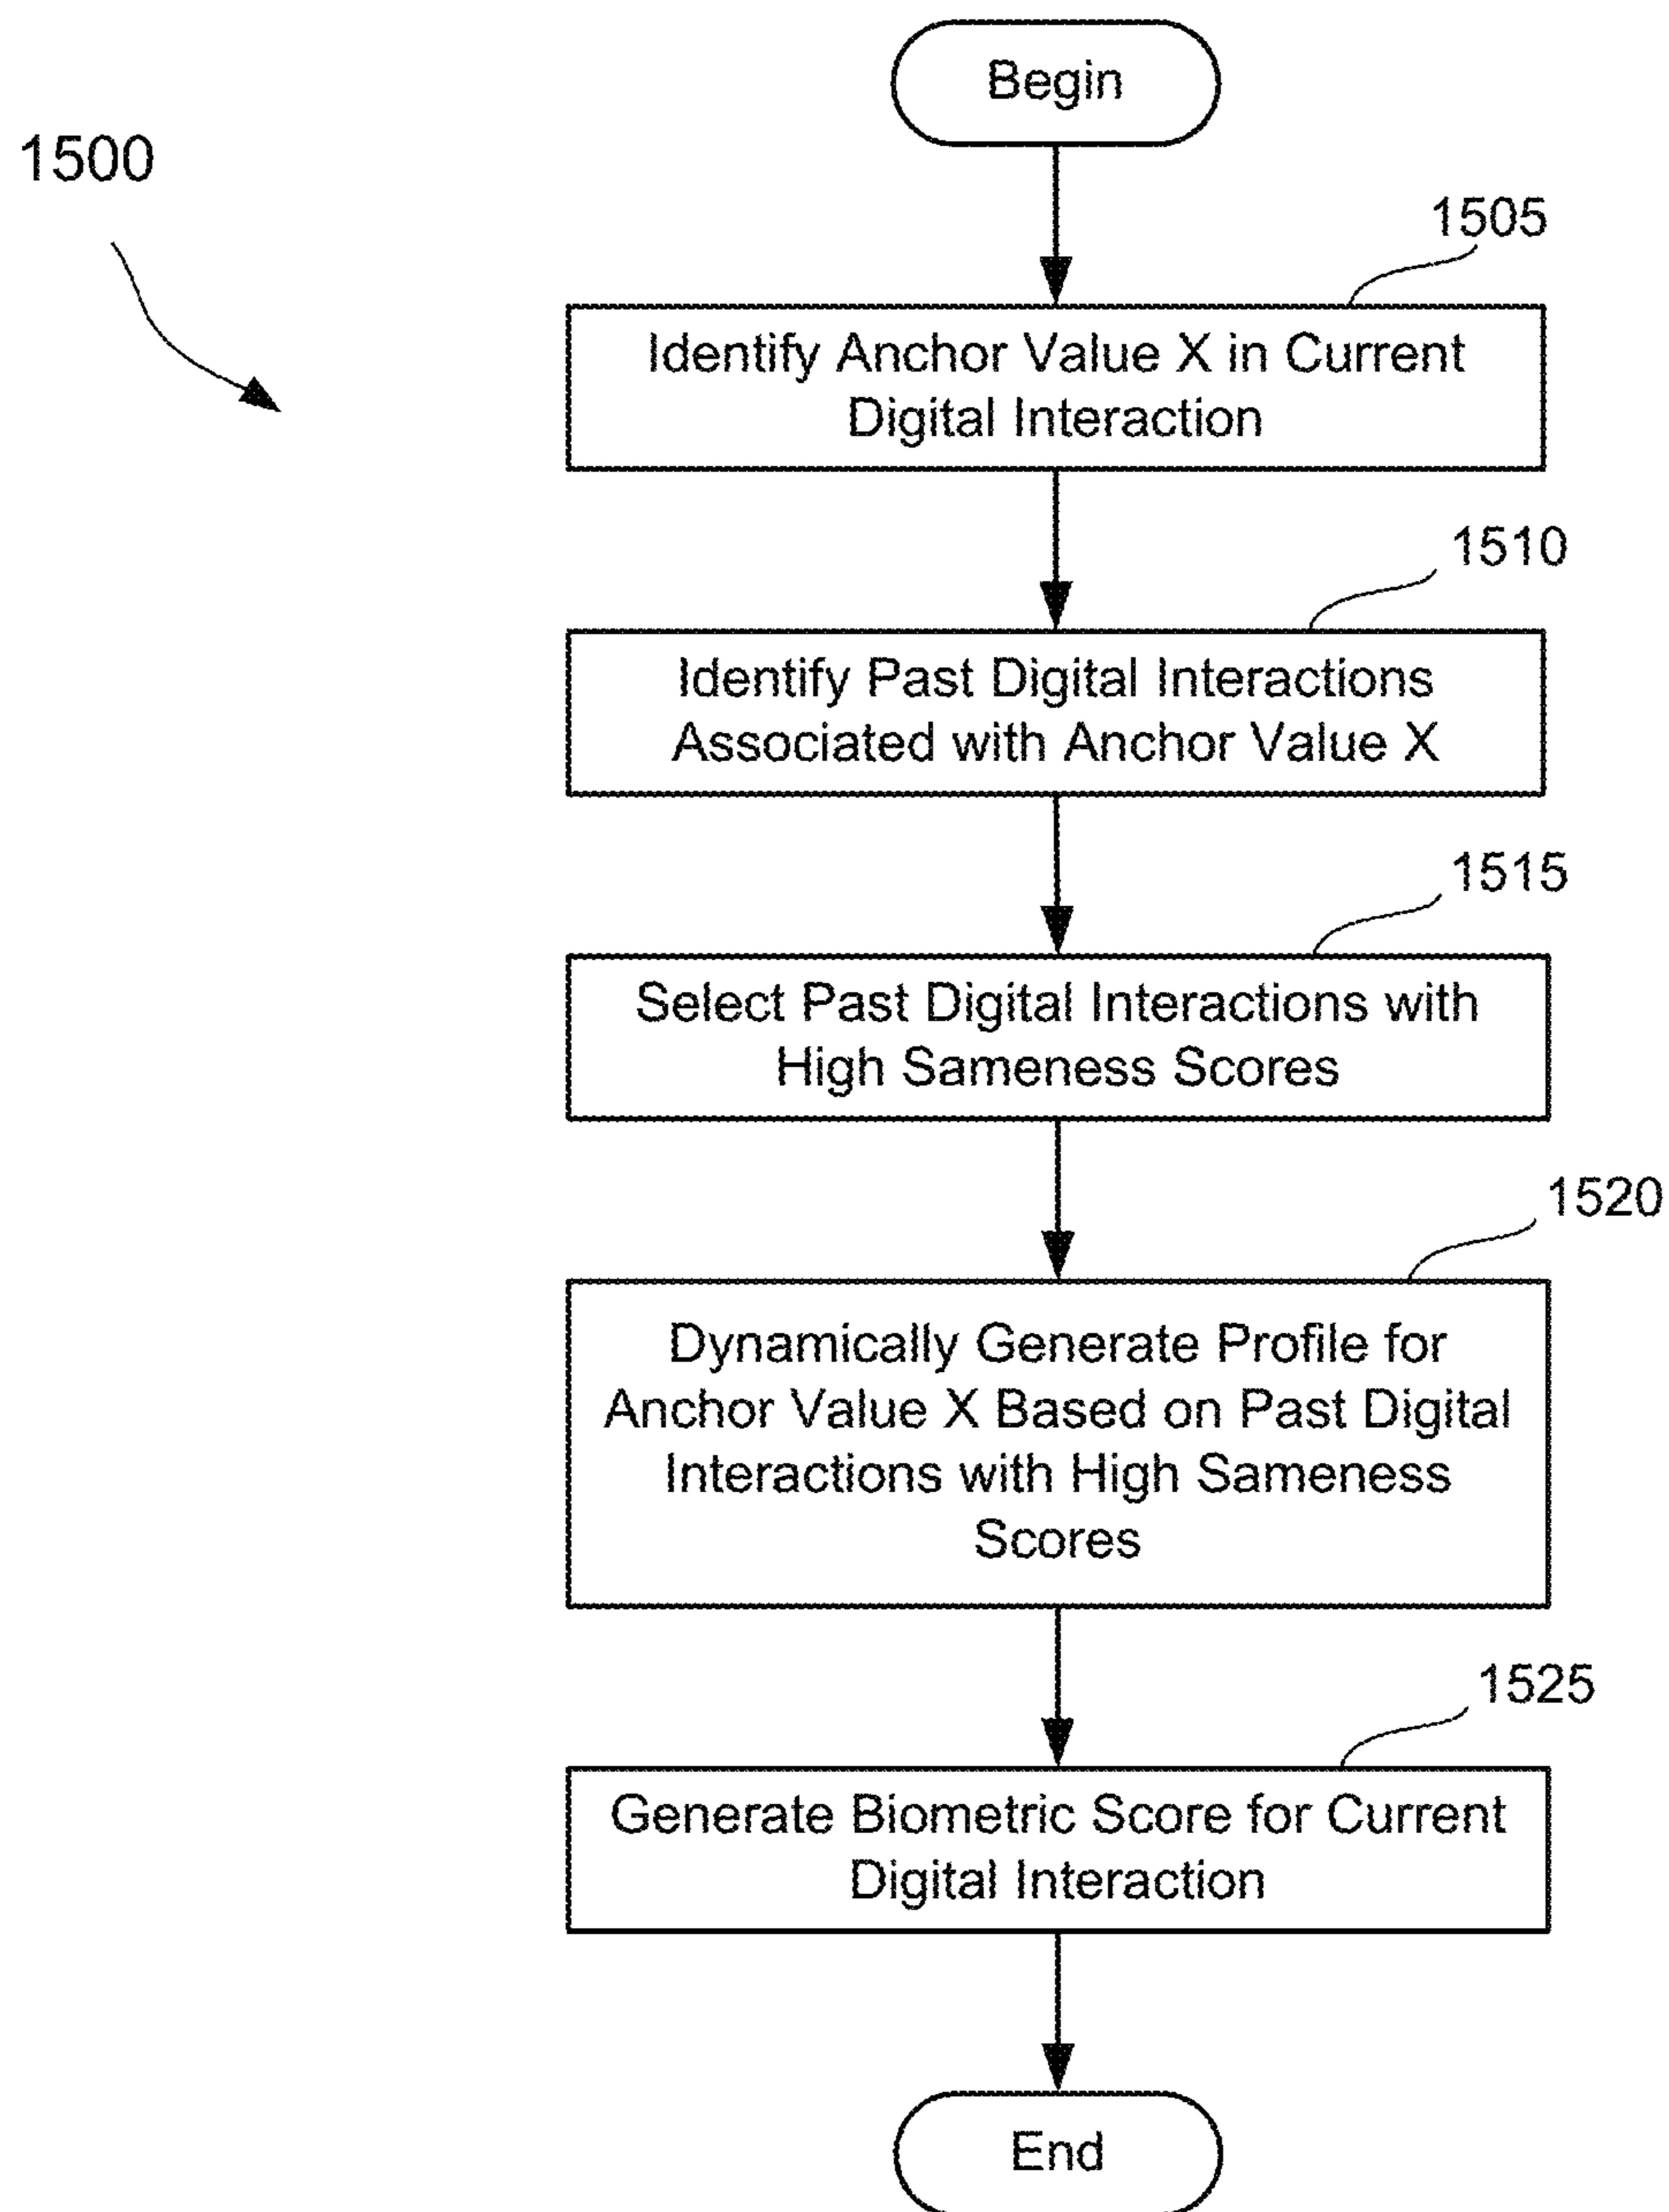 Begin
1500
1505
Identify Anchor Value X in Current
Digital Interaction
1510
Identify Past Digital Interactions
Associated with Anchor Value X
1515
Select Past Digital Interactions with
High Sameness Scores
1520
Dynamically Generate Profile for
Anchor Value X Based on Past Digital
Interactions with High Sameness
Scores
1525
Generate Biometric Score for Current
Digital Interaction
End